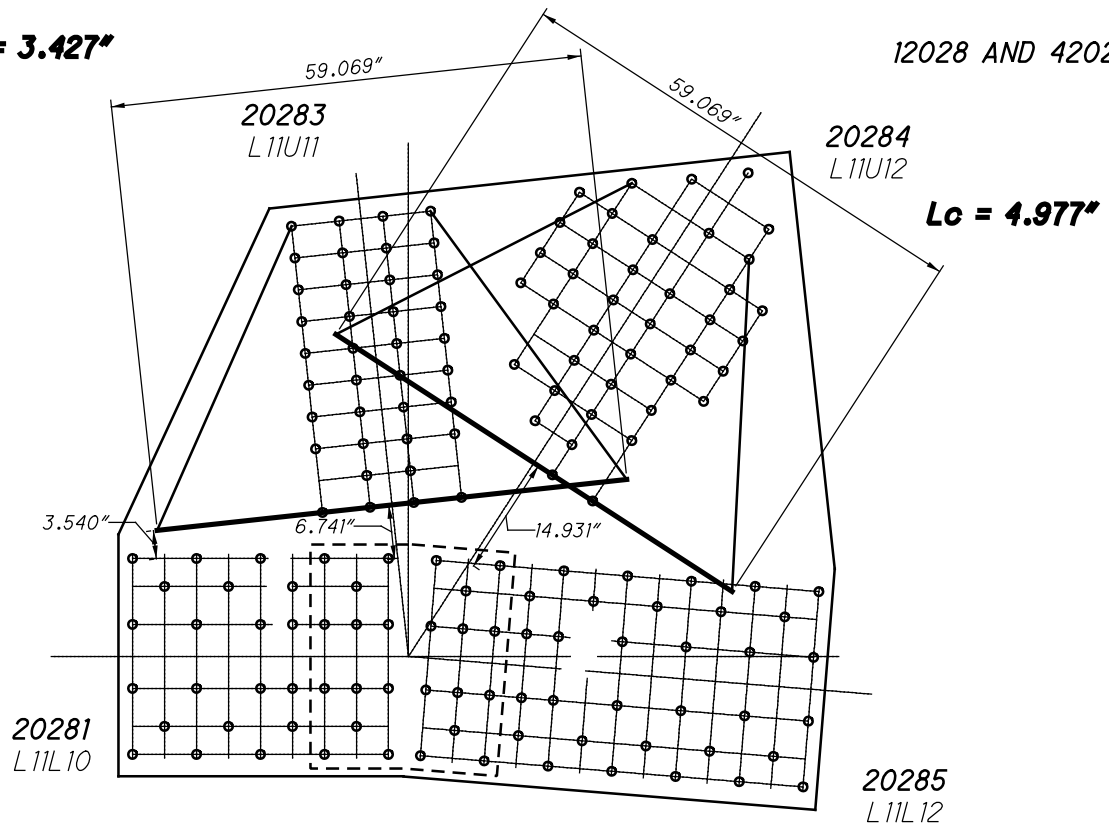 = 3.427"
12028 AND 4202
59.069"
59.069"
20283
L11U11
20284
L11U12
Lc = 4.977"
3.540"
6.741"
14.931"
20281
L11L10
20285
L11L12